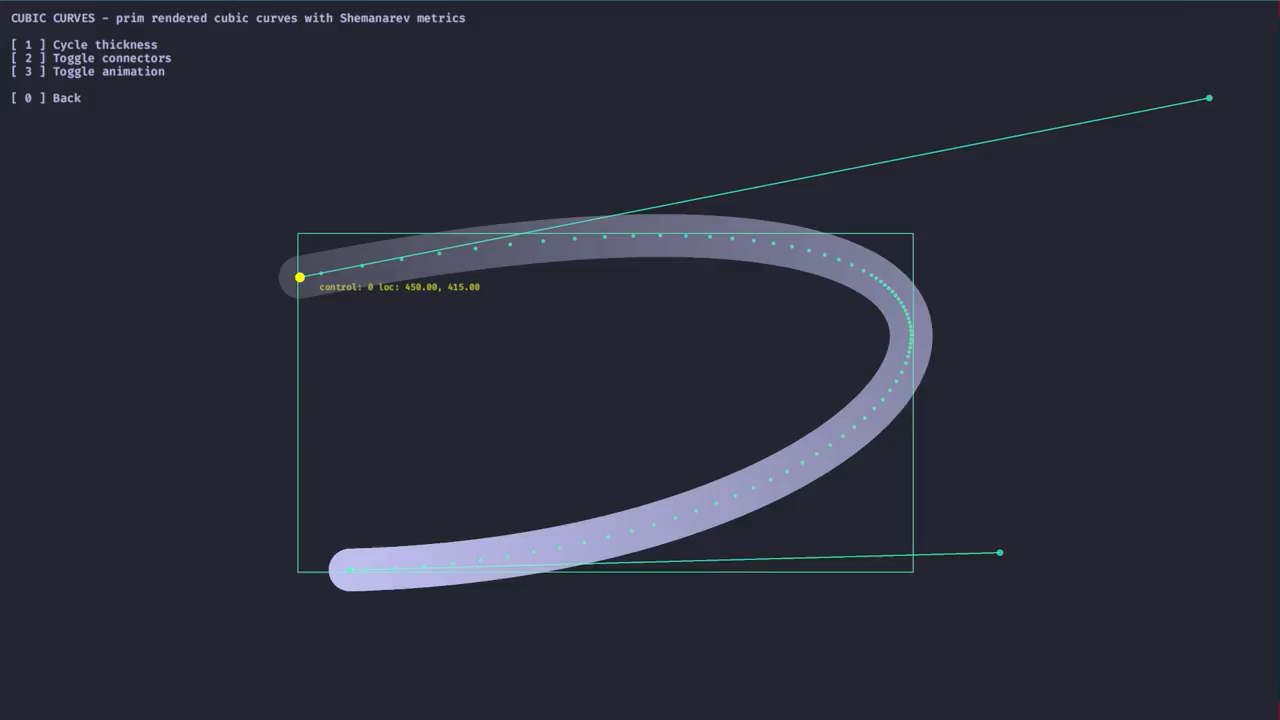 CUBIC CURVES - prim rendered cubic curves with Shemanarev metrics
[ 1 ] Cycle thickness
[ 2 ] Toggle connectors
[ 3 ] Toggle animation
[ 0 ] Back
control: 0 loc: 450.00, 415.00